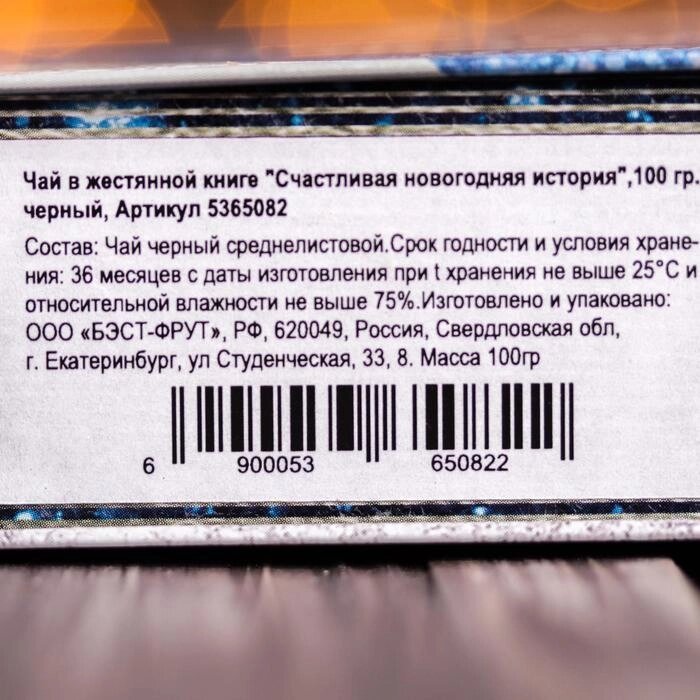 Чай в жестянной книге "Счастливая новогодняя история",100 гр.
черный, Артикул 5365082
Состав: Чай черный среднелистовой.Срок годности и условия хране-
ния: 36 месяцев с даты изготовления при t хранения не выше 25°С и
относительной влажности не выше 75%.Изготовлено и упаковано:
ООО «БЭСТ-ФРУТ», РФ, 620049, Россия, Свердловская обл,
г. Екатеринбург, ул Студенческая, 33, 8. Масса 100гр
6 900053 650822